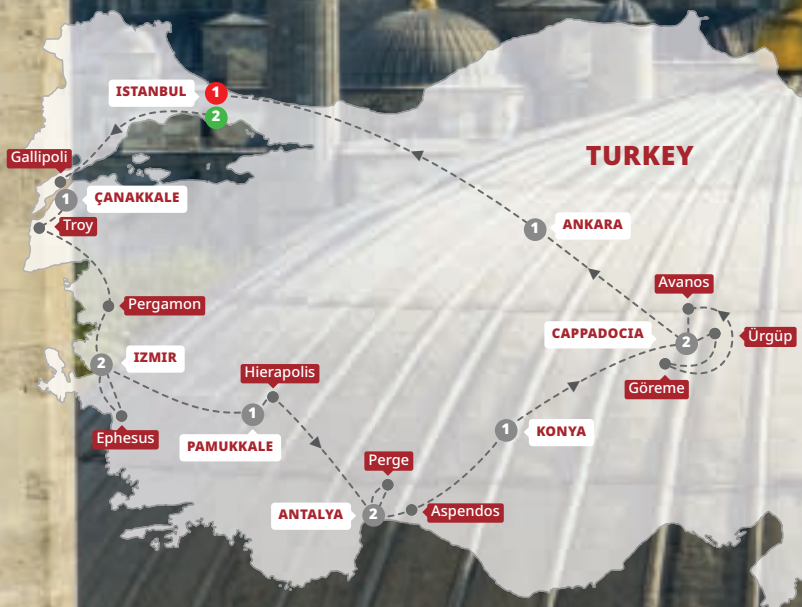 ISTANBUL
1
2
TURKEY
Gallipoli
1
ÇANAKKALE
Troy
1
ANKARA
Avanos
Pergamon
CAPPADOCIA
2
Ürgüp
2
IZMIR
Hierapolis
Göreme
1
Ephesus
PAMUKKALE
1
KONYA
Perge
ANTALYA
2
Aspendos